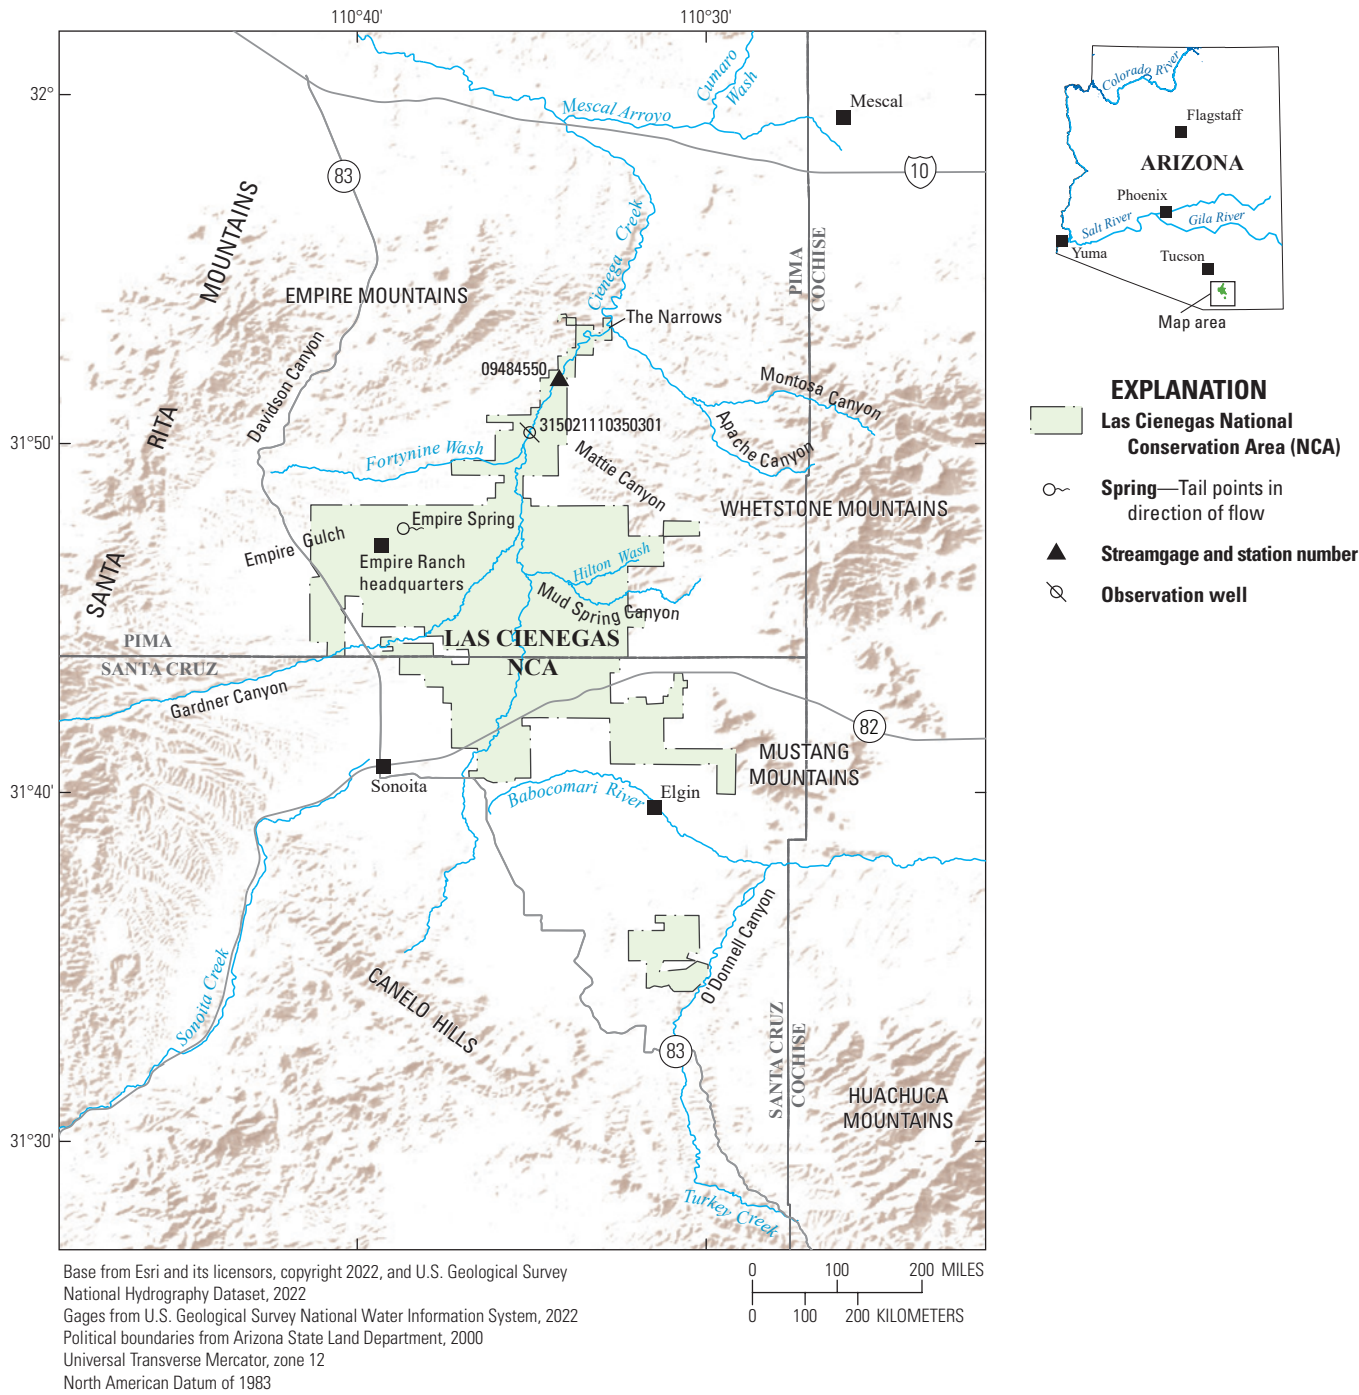 110°40'
110°30'
32°
31°50'
31°40'
31°30'
Mescal Arroyo
Cumaro
Wash
Mescal
83
10
MOUNTAINS
RITA
SANTA
EMPIRE MOUNTAINS
Cienega Creek
PIMA
COCHISE
The Narrows
Davidson Canyon
09484550
Montosa Canyon
315021110350301
Apache Canyon
Fortynine Wash
Mattie Canyon
WHETSTONE MOUNTAINS
Empire Spring
Empire Gulch
Empire Ranch
headquarters
Hilton Wash
Mud Spring Canyon
PIMA
SANTA CRUZ
LAS CIENEGAS
NCA
Gardner Canyon
82
MUSTANG
MOUNTAINS
Sonoita
Babocomari River
Elgin
O'Donnell Canyon
Sonoita Creek
CANELO HILLS
83
SANTA CRUZ
COCHISE
HUACHUCA
MOUNTAINS
Turkey Creek
Colorado River
Flagstaff
ARIZONA
Phoenix
Salt River
Gila River
Yuma
Tucson
Map area
EXPLANATION
Las Cienegas National
Conservation Area (NCA)
Spring—Tail points in
direction of flow
Streamgage and station number
Observation well
Base from Esri and its licensors, copyright 2022, and U.S. Geological Survey
National Hydrography Dataset, 2022
Gages from U.S. Geological Survey National Water Information System, 2022
Political boundaries from Arizona State Land Department, 2000
Universal Transverse Mercator, zone 12
North American Datum of 1983
0 100 200 MILES
0 100 200 KILOMETERS